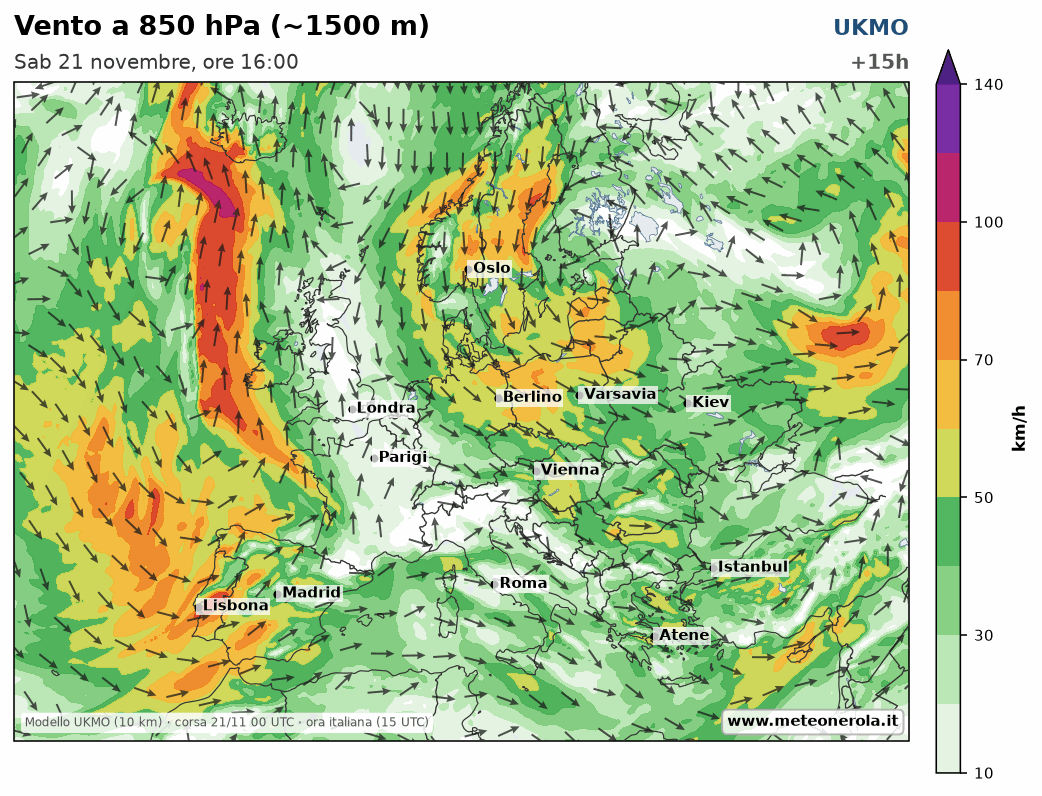 Vento a 850 hPa (~1500 m)
UKMO
Sab 21 novembre, ore 16:00
+15h
140
100
70
50
30
10
km/h
Oslo
Berlino
Varsavia
Kiev
Londra
Parigi
Vienna
Istanbul
Roma
Madrid
Lisbona
Atene
Modello UKMO (10 km) · corsa 21/11 00 UTC · ora italiana (15 UTC)
www.meteonerola.it